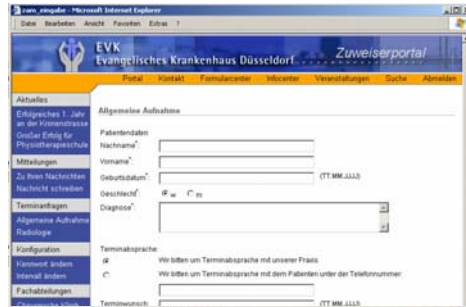 zam_eingabe - Microsoft Internet Explorer
Datei Bearbeiten Ansicht Favoriten Extras ?
EVK
Evangelisches Krankenhaus Düsseldorf
Zuweiserportal
Portal Kontakt Formularcenter Infocenter Veranstaltungen Suche Abmelden
Aktuelles
Erfolgreiches 1. Jahr
an der Kronenstrasse
Großer Erfolg für
Physiotherapieschule
Mitteilungen
Zu Ihren Nachrichten
Nachricht schreiben
Terminanfragen
Allgemeine Aufnahme
Radiologie
Konfiguration
Kennwort ändern
Intervall ändern
Fachabteilungen
Chirurgische Klinik
Allgemeine Aufnahme
Patientendaten
Nachname*:
Vorname*:
Geburtsdatum*: (TT.MM.JJJJ)
Geschlecht*: w m
Diagnose*:
Terminabsprache:
Wir bitten um Terminabsprache mit unserer Praxis
Wir bitten um Terminabsprache mit dem Patienten unter der Telefonnummer:
Terminwunsch: (TT.MM.JJJJ)